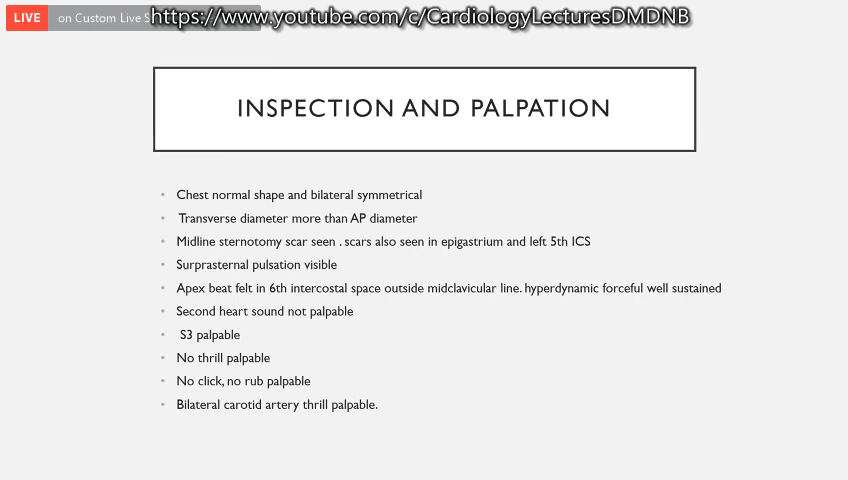 LIVE on Custom Live S https://www.youtube.com/c/CardiologyLecturesDMDNB
INSPECTION AND PALPATION
• Chest normal shape and bilateral symmetrical
• Transverse diameter more than AP diameter
• Midline sternotomy scar seen . scars also seen in epigastrium and left 5th ICS
• Surprasternal pulsation visible
• Apex beat felt in 6th intercostal space outside midclavicular line. hyperdynamic forceful well sustained
• Second heart sound not palpable
• S3 palpable
• No thrill palpable
• No click, no rub palpable
• Bilateral carotid artery thrill palpable.